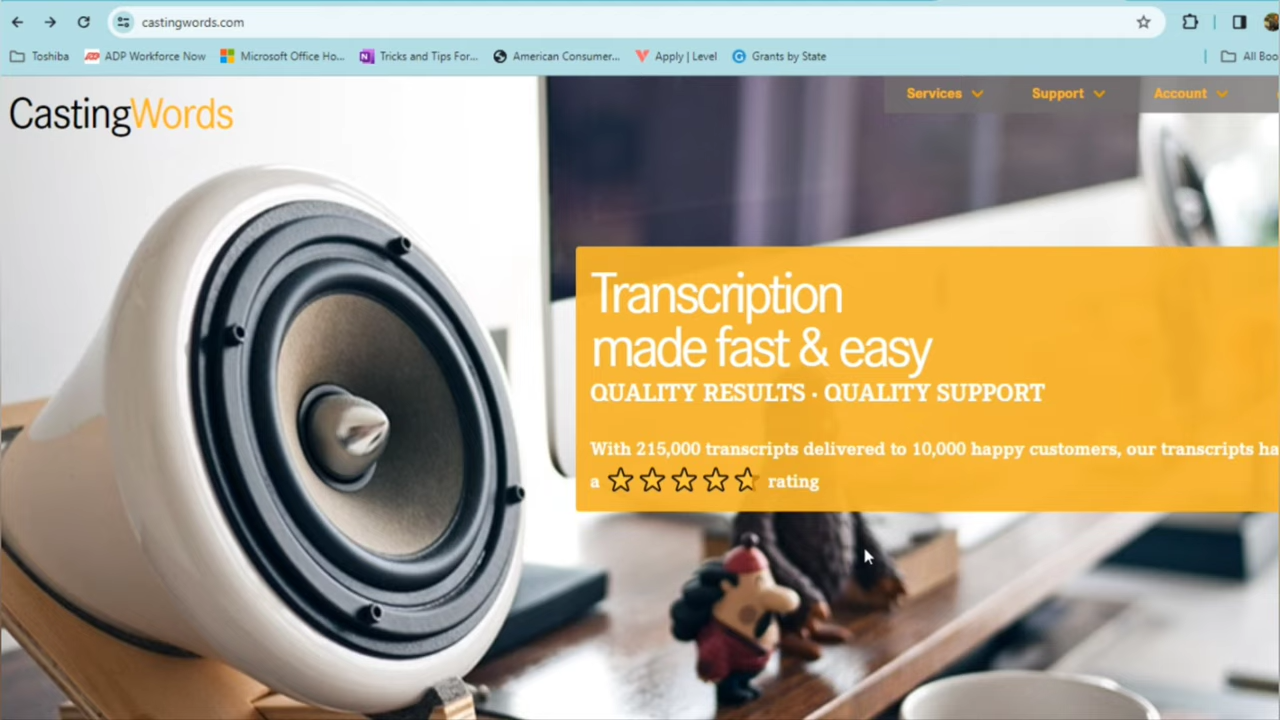 castingwords.com
Toshiba
ADP Workforce Now
Microsoft Office Ho...
Tricks and Tips For...
American Consumer...
Apply | Level
Grants by State
All Boo
CastingWords
Services
Support
Account
Transcription
made fast & easy
QUALITY RESULTS · QUALITY SUPPORT
With 215,000 transcripts delivered to 10,000 happy customers, our transcripts ha
a rating